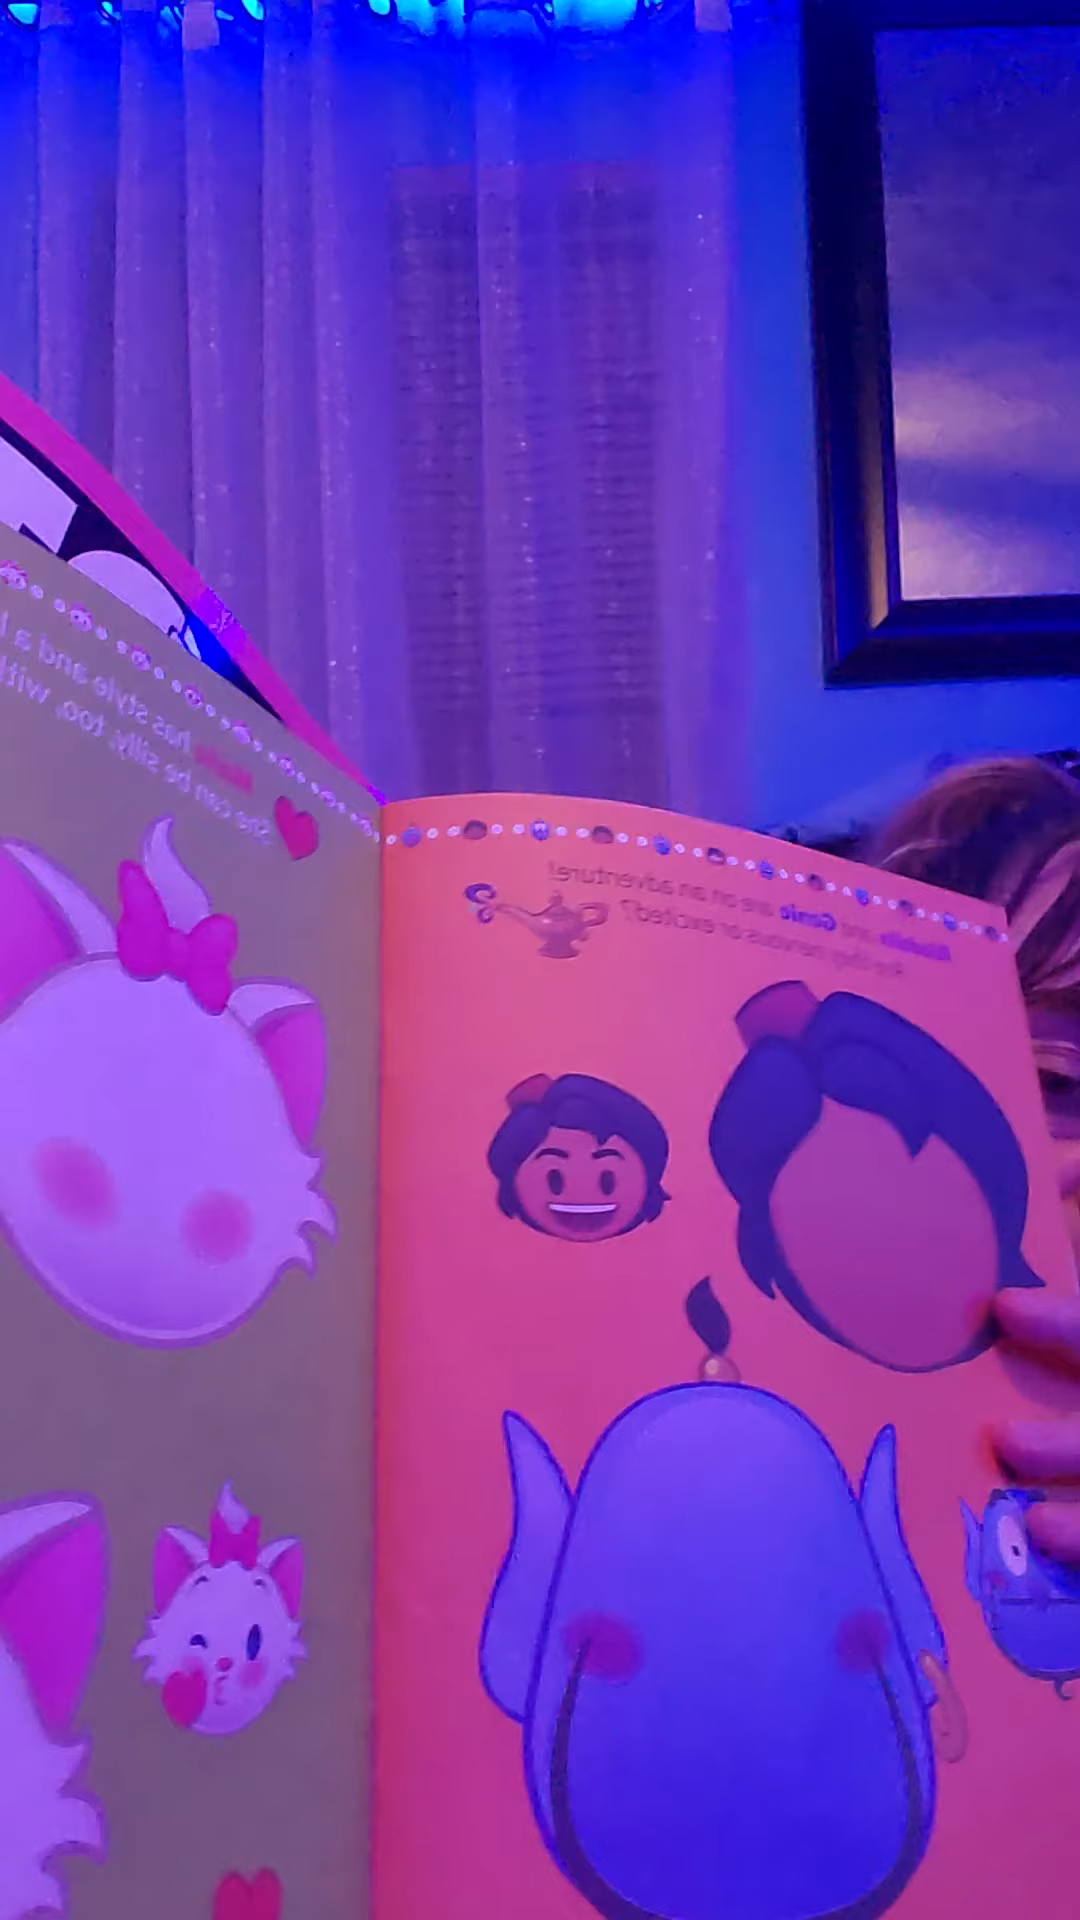 Marie has style and a l
She can be silly, too, with
Aladdin and Genie are on an adventure!
Are they nervous or excited?